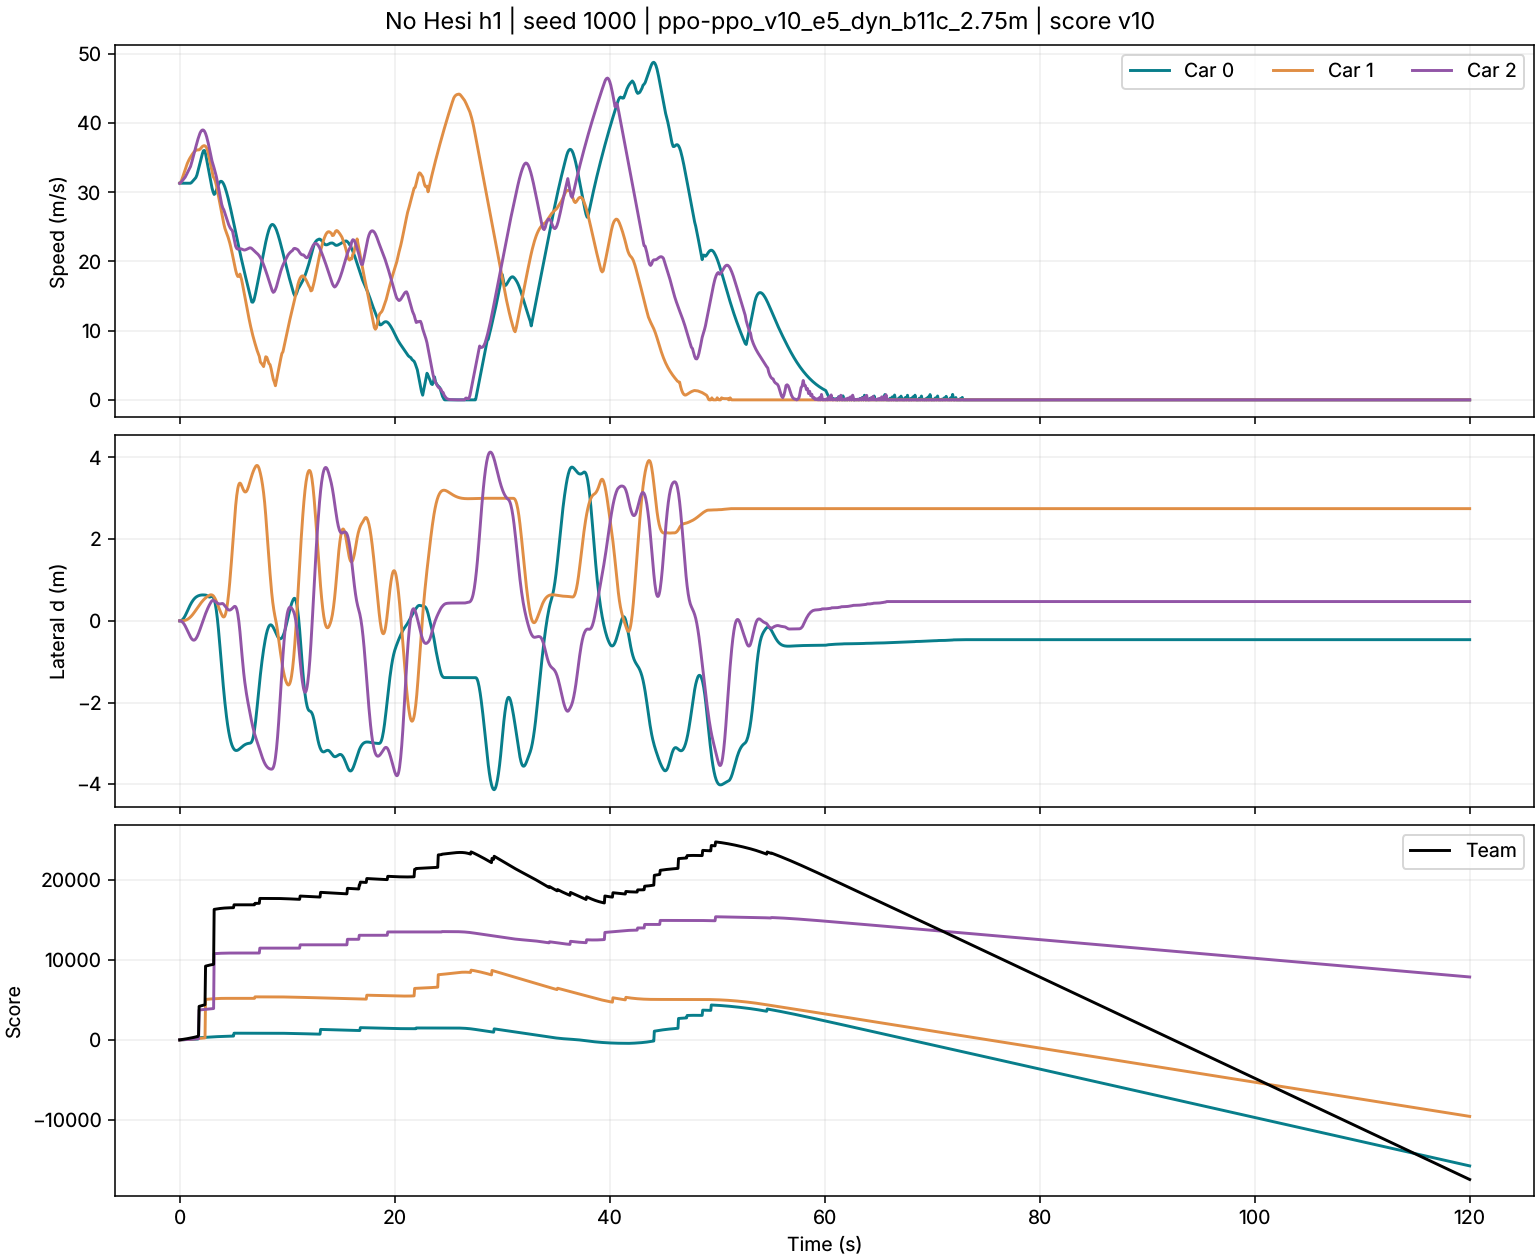 No Hesi h1 | seed 1000 | ppo-ppo_v10_e5_dyn_b11c_2.75m | score v10
Speed (m/s)
50
40
30
20
10
0
Car 0
Car 1
Car 2
Lateral d (m)
4
2
0
−2
−4
Score
20000
10000
0
−10000
Team
0
20
40
60
80
100
120
Time (s)